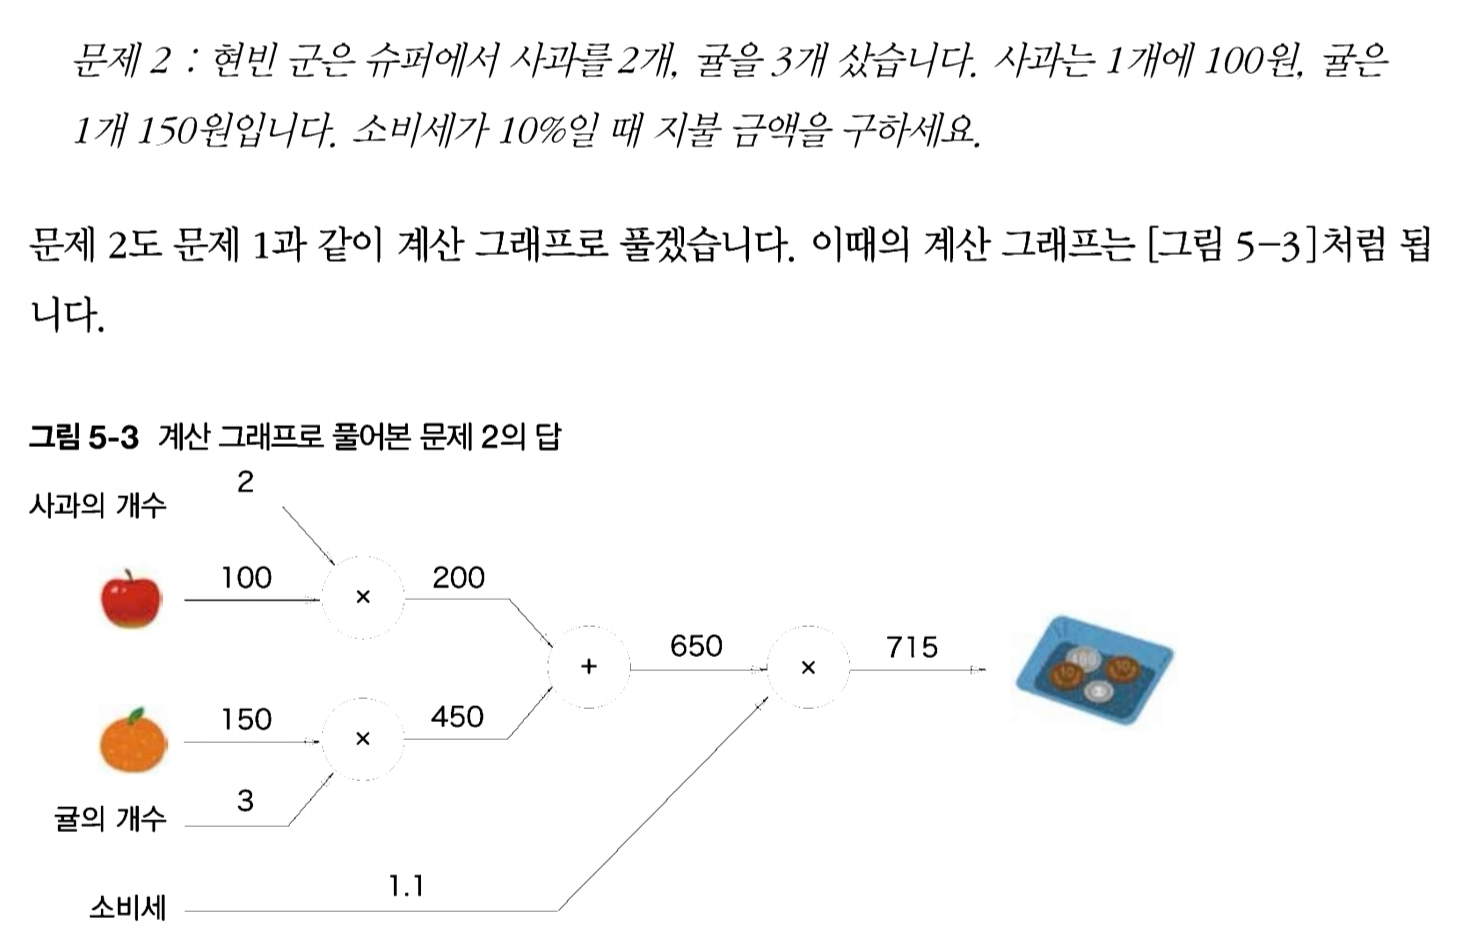 문제 2 : 현빈 군은 슈퍼에서 사과를 2개, 귤을 3개 샀습니다. 사과는 1개에 100원, 귤은
1개 150원입니다. 소비세가 10%일 때 지불 금액을 구하세요.
문제 2도 문제 1과 같이 계산 그래프로 풀겠습니다. 이때의 계산 그래프는 [그림 5-3]처럼 됩
니다.
그림 5-3 계산 그래프로 풀어본 문제 2의 답
2
사과의 개수
100
×
200
+
650
×
715
150
×
450
3
귤의 개수
1.1
소비세